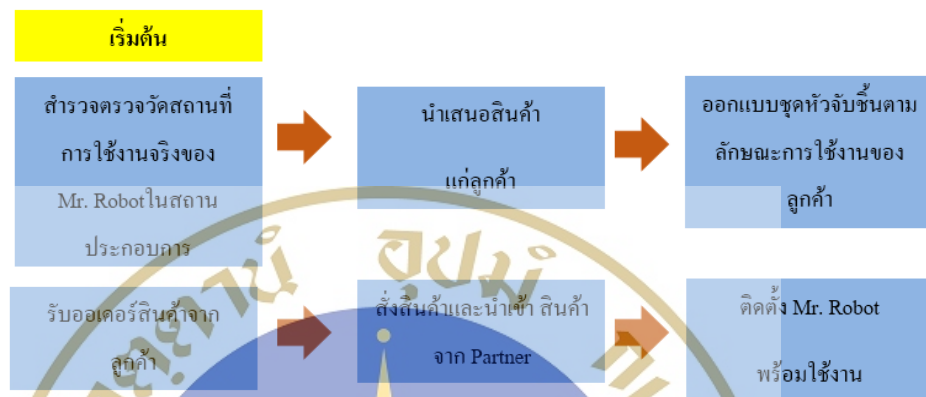 เริ่มต้น
สำรวจตรวจวัดสถานที่
การใช้งานจริงของ
Mr. Robotในสถาน
ประกอบการ
นำเสนอสินค้า
แก่ลูกค้า
ออกแบบชุดหัวจับชิ้นตาม
ลักษณะการใช้งานของ
ลูกค้า
รับออเดอร์สินค้าจาก
ลูกค้า
สั่งสินค้าและนำเข้า สินค้า
จาก Partner
ติดตั้ง Mr. Robot
พร้อมใช้งาน
อุปมํ